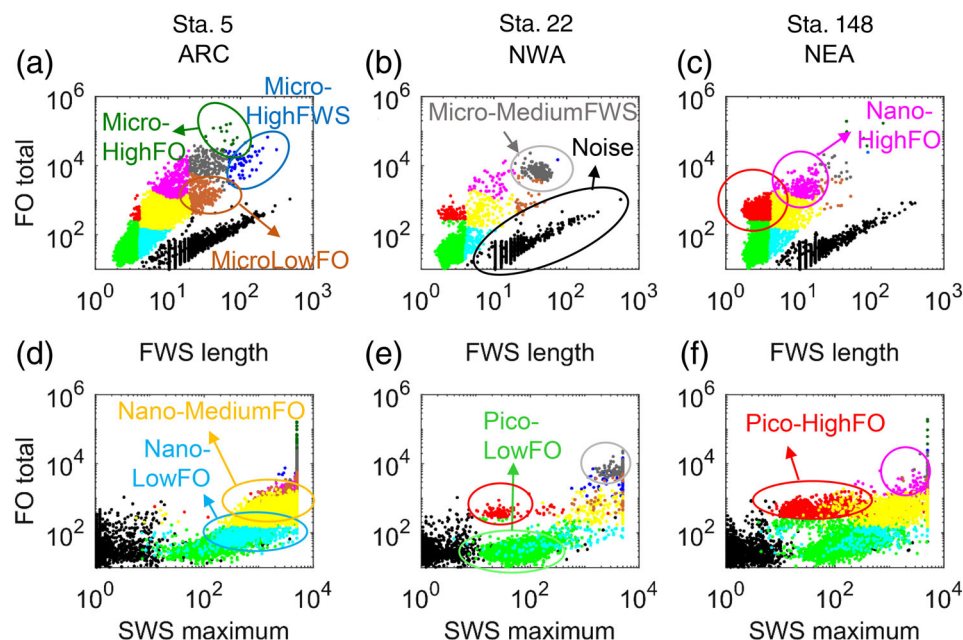 Sta. 5
ARC
Sta. 22
NWA
Sta. 148
NEA
(a)
(b)
(c)
FO total
10^6
10^4
10^2
Micro-
HighFO
Micro-
HighFWS
MicroLowFO
10^0
10^1
10^2
10^3
10^6
10^4
10^2
Micro-MediumFWS
Noise
10^0
10^1
10^2
10^3
10^6
10^4
10^2
Nano-
HighFO
10^0
10^1
10^2
10^3
FWS length
FWS length
FWS length
(d)
(e)
(f)
FO total
10^6
10^4
10^2
Nano-MediumFO
Nano-
LowFO
10^0
10^2
10^4
10^6
10^4
10^2
Pico-
LowFO
10^0
10^2
10^4
10^6
10^4
10^2
Pico-HighFO
10^0
10^2
10^4
SWS maximum
SWS maximum
SWS maximum